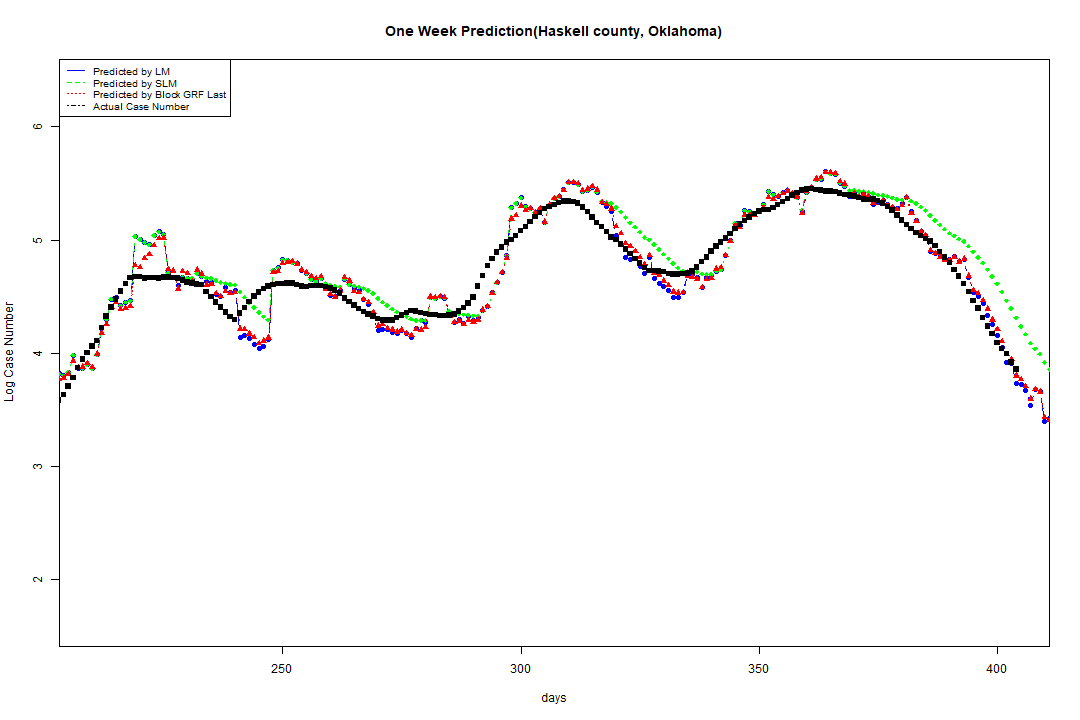 One Week Prediction(Haskell county, Oklahoma)
Predicted by LM
Predicted by SLM
Predicted by Block GRF Last
Actual Case Number
6
5
4
3
2
Log Case Number
250
300
350
400
days